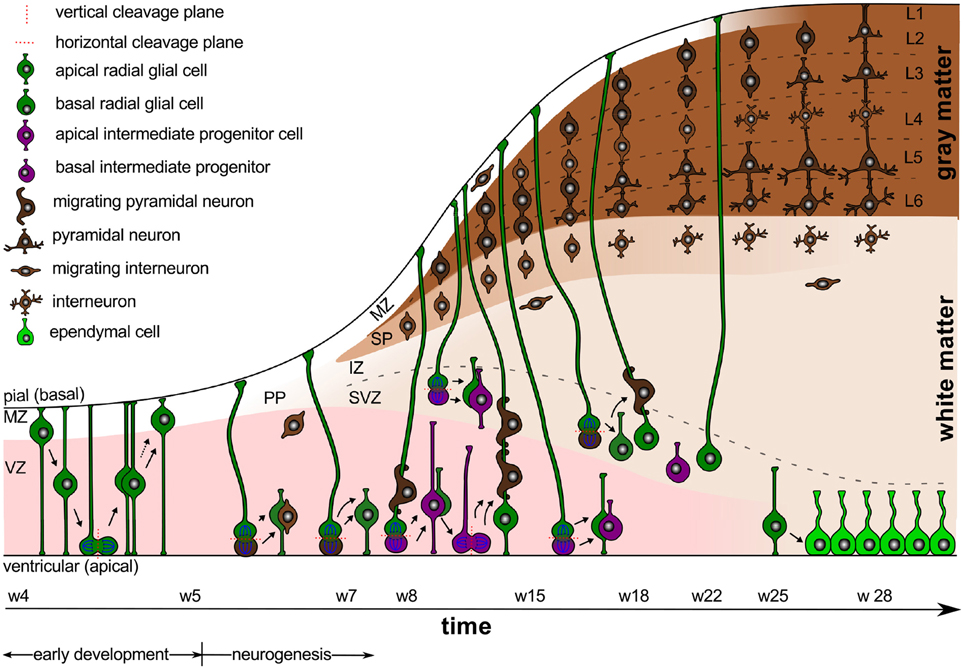 vertical cleavage plane
horizontal cleavage plane
apical radial glial cell
basal radial glial cell
apical intermediate progenitor cell
basal intermediate progenitor
migrating pyramidal neuron
pyramidal neuron
migrating interneuron
interneuron
ependymal cell
L1
L2
L3
L4
L5
L6
gray matter
white matter
MZ
SP
IZ
SVZ
PP
pial (basal)
MZ
VZ
ventricular (apical)
w4 w5 w7 w8 w15 w18 w22 w25 w 28
time
early development neurogenesis